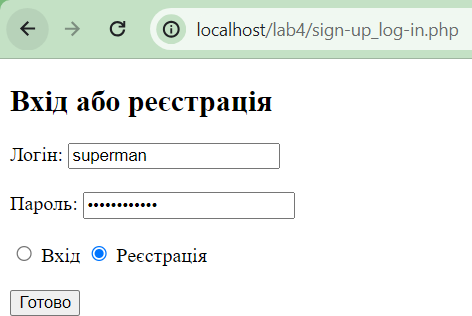 localhost/lab4/sign-up_log-in.php
Вхід або реєстрація
Логін: superman
Пароль: ••••••••••••
Вхід Реєстрація
Готово